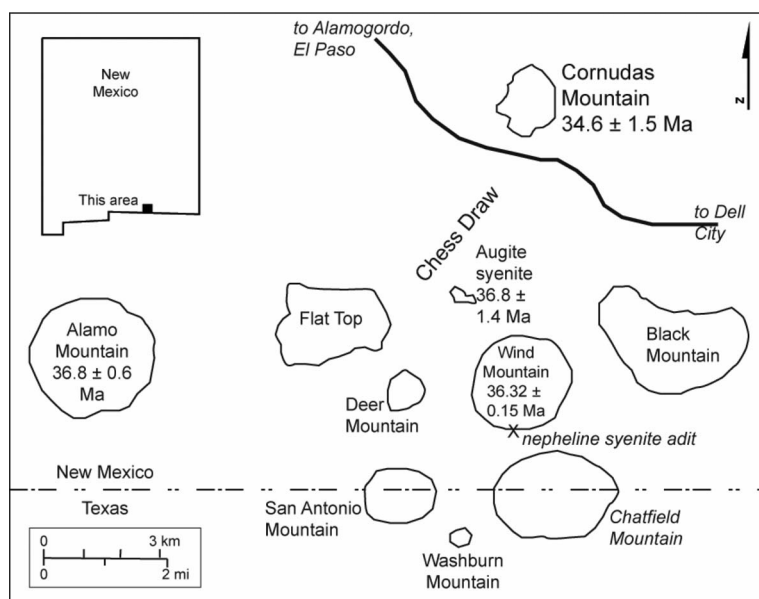 to Alamogordo,
El Paso
New
Mexico
This area
Cornudas
Mountain
34.6 ± 1.5 Ma
N
to Dell
City
Chess Draw
Augite
syenite
36.8 ±
1.4 Ma
Flat Top
Alamo
Mountain
36.8 ± 0.6
Ma
Black
Mountain
Wind
Mountain
36.32 ±
0.15 Ma
Deer
Mountain
X
nepheline syenite adit
New Mexico
Texas
San Antonio
Mountain
Chatfield
Mountain
Washburn
Mountain
0 3 km
0 2 mi